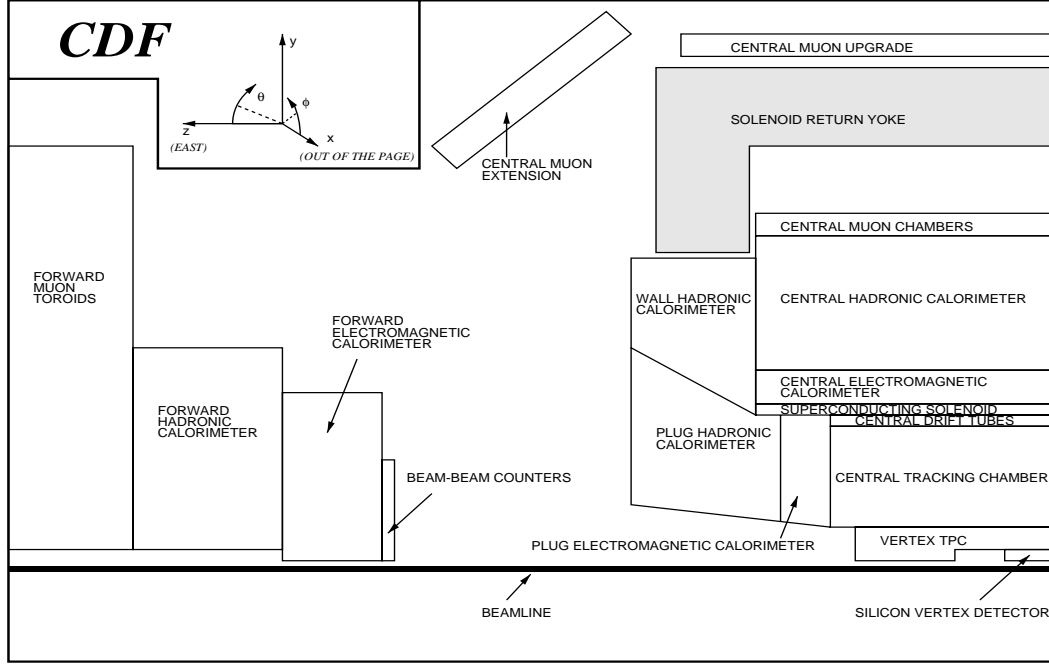 CDF
y
θ
φ
z
x
(EAST)
(OUT OF THE PAGE)
CENTRAL MUON UPGRADE
SOLENOID RETURN YOKE
CENTRAL MUON
EXTENSION
CENTRAL MUON CHAMBERS
FORWARD
MUON
TOROIDS
WALL HADRONIC
CALORIMETER
CENTRAL HADRONIC CALORIMETER
FORWARD
ELECTROMAGNETIC
CALORIMETER
CENTRAL ELECTROMAGNETIC
CALORIMETER
SUPERCONDUCTING SOLENOID
CENTRAL DRIFT TUBES
FORWARD
HADRONIC
CALORIMETER
PLUG HADRONIC
CALORIMETER
BEAM-BEAM COUNTERS
CENTRAL TRACKING CHAMBER
PLUG ELECTROMAGNETIC CALORIMETER
VERTEX TPC
BEAMLINE
SILICON VERTEX DETECTOR